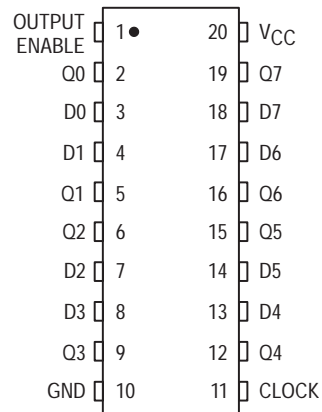 OUTPUT
ENABLE 1 20 VCC
Q0 2 19 Q7
D0 3 18 D7
D1 4 17 D6
Q1 5 16 Q6
Q2 6 15 Q5
D2 7 14 D5
D3 8 13 D4
Q3 9 12 Q4
GND 10 11 CLOCK